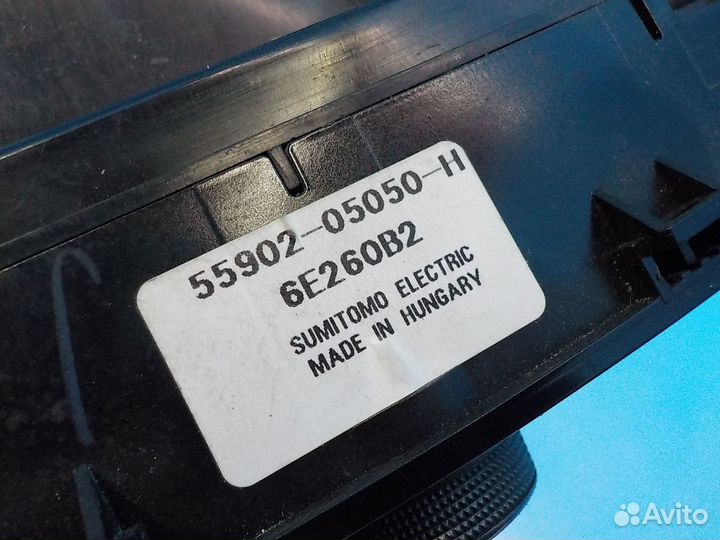 55902-05050-H
6E260B2
SUMITOMO ELECTRIC
MADE IN HUNGARY
Avito